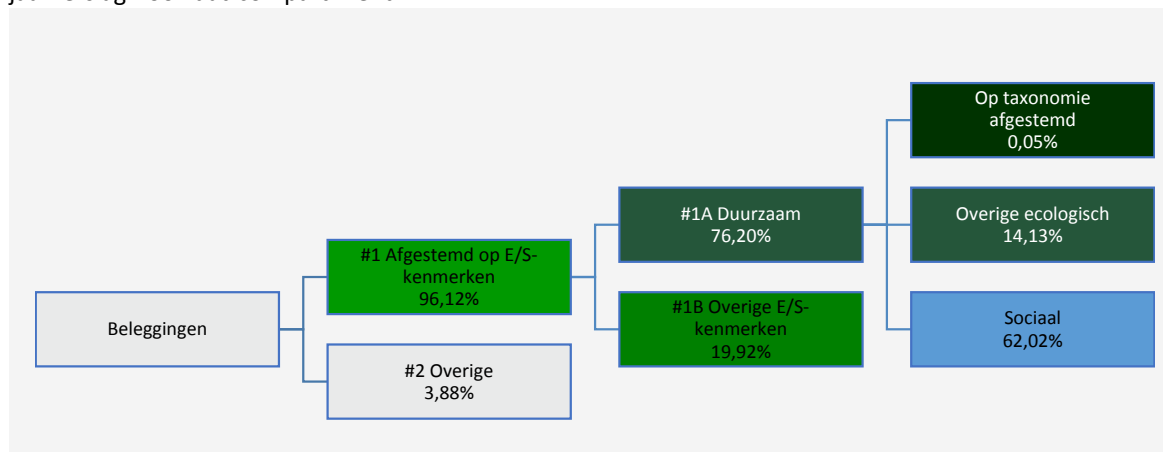 Beleggingen
#1 Afgestemd op E/S-
kenmerken
96,12%
#2 Overige
3,88%
#1A Duurzaam
76,20%
#1B Overige E/S-
kenmerken
19,92%
Op taxonomie
afgestemd
0,05%
Overige ecologisch
14,13%
Sociaal
62,02%